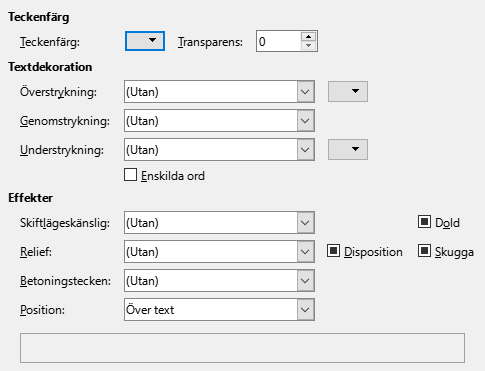 Teckenfärg
Teckenfärg: Transparens: 0
Textdekoration
Överstrykning: (Utan)
Genomstrykning: (Utan)
Understrykning: (Utan)
Enskilda ord
Effekter
Skiftlägeskänslig: (Utan) Dold
Relief: (Utan) Disposition Skugga
Betoningstecken: (Utan)
Position: Över text